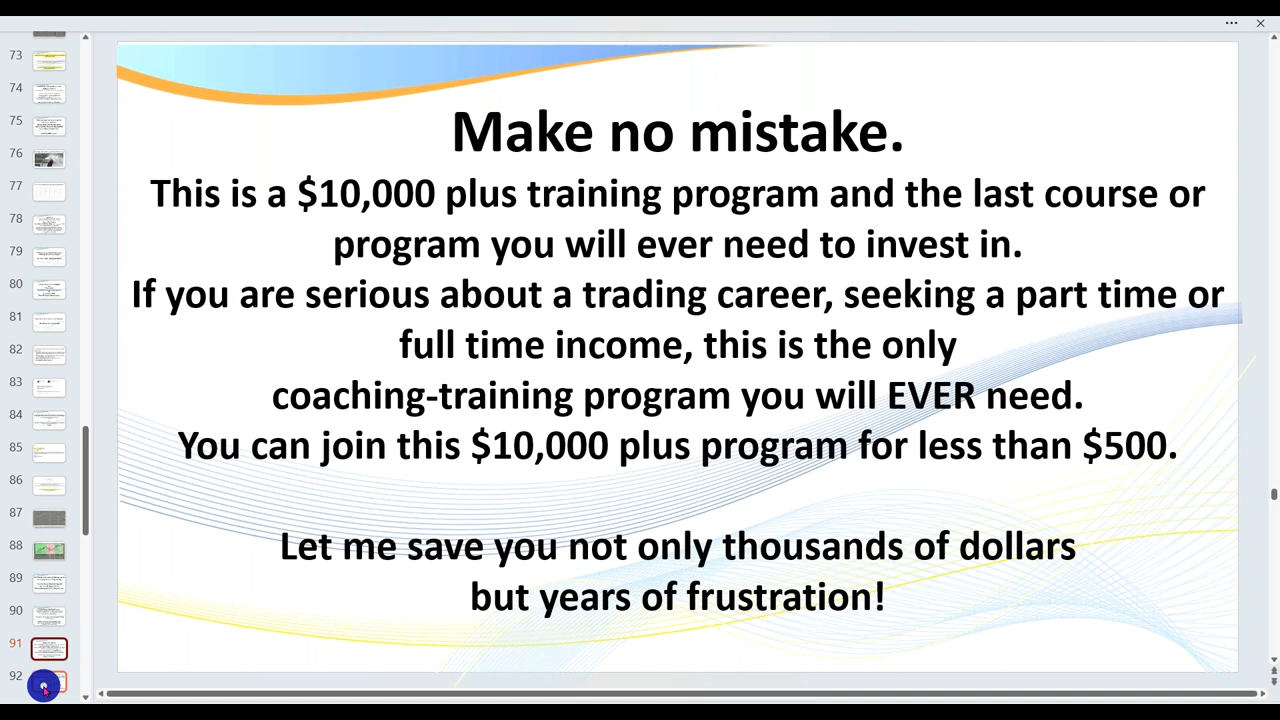 73
74
75
76
77
78
79
80
81
82
83
84
85
86
87
88
90
91
92
Make no mistake.
This is a $10,000 plus training program and the last course or
program you will ever need to invest in.
If you are serious about a trading career, seeking a part time or
full time income, this is the only
coaching-training program you will EVER need.
You can join this $10,000 plus program for less than $500.
Let me save you not only thousands of dollars
but years of frustration!